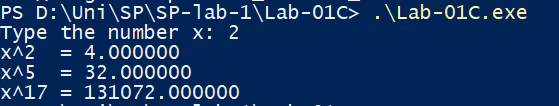 PS D:\Uni\SP\SP-lab-1\Lab-01C> .\Lab-01C.exe
Type the number x: 2
x^2  = 4.000000
x^5  = 32.000000
x^17 = 131072.000000